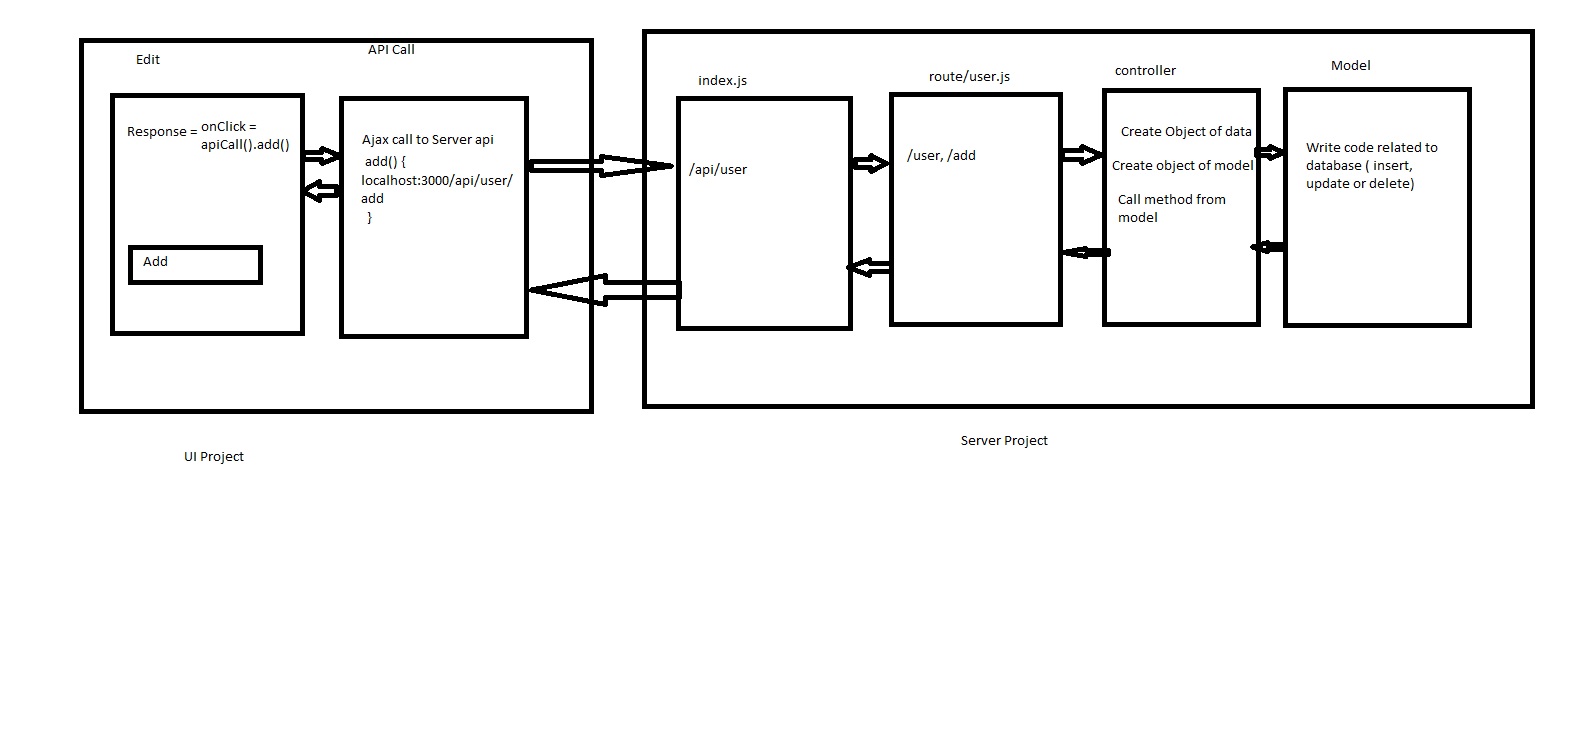 Edit
API Call
Response = onClick =
apiCall().add()
Add
Ajax call to Server api
add() {
localhost:3000/api/user/
add
}
UI Project
index.js
/api/user
route/user.js
/user, /add
controller
Create Object of data
Create object of model
Call method from
model
Model
Write code related to
database ( insert,
update or delete)
Server Project